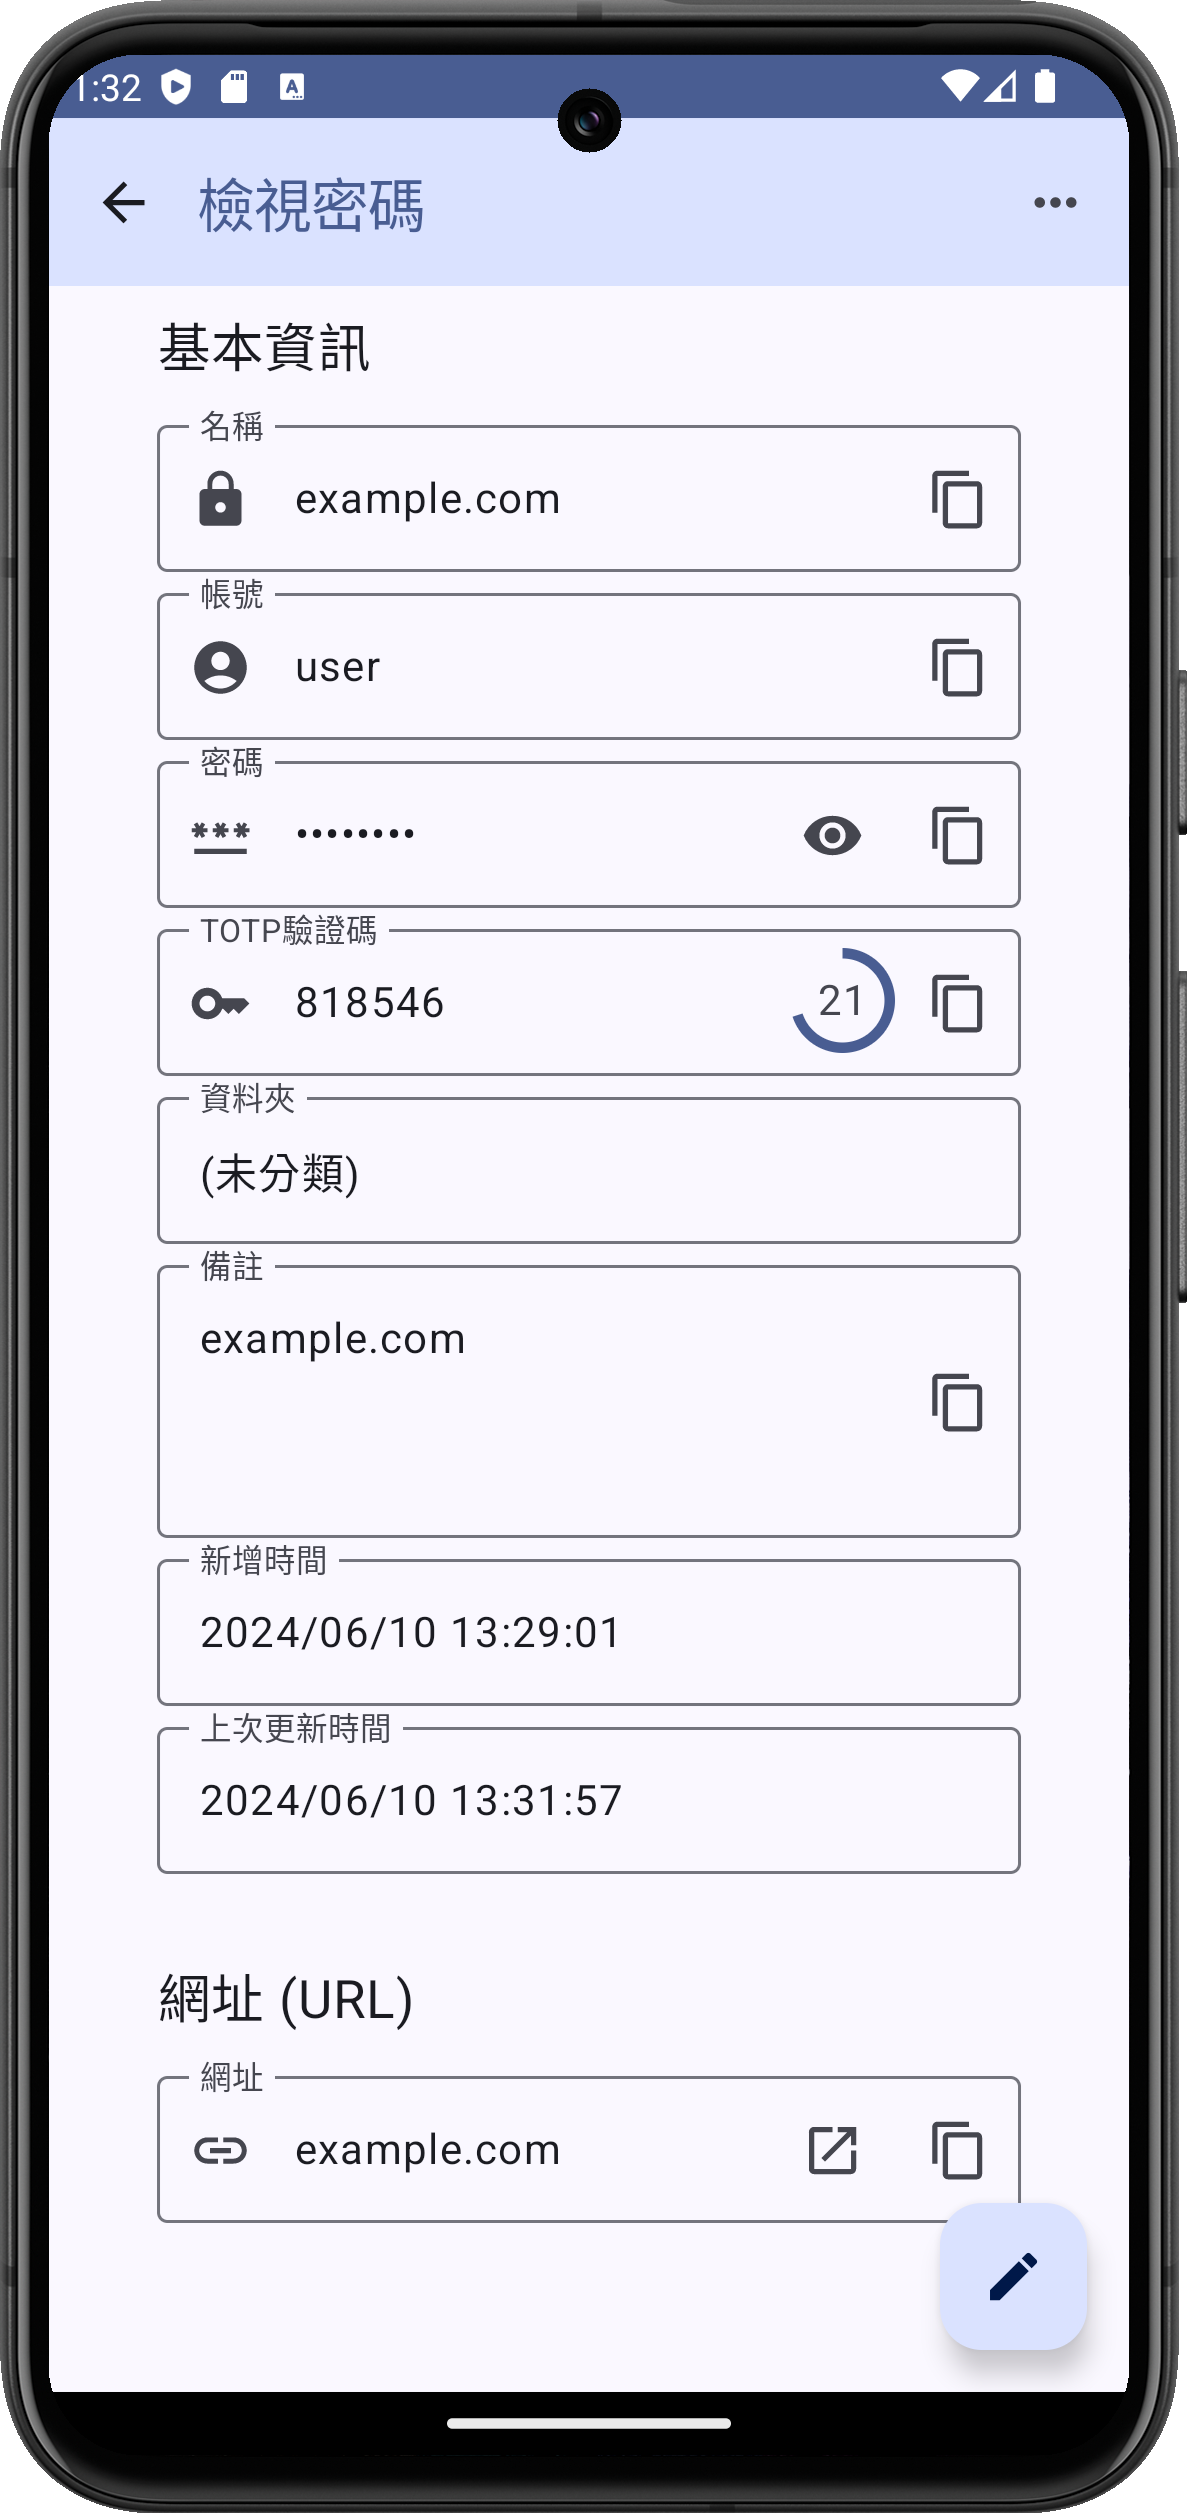 1:32
檢視密碼
基本資訊
名稱
example.com
帳號
user
密碼
••••••••
TOTP驗證碼
818546
21
資料夾
(未分類)
備註
example.com
新增時間
2024/06/10 13:29:01
上次更新時間
2024/06/10 13:31:57
網址 (URL)
網址
example.com